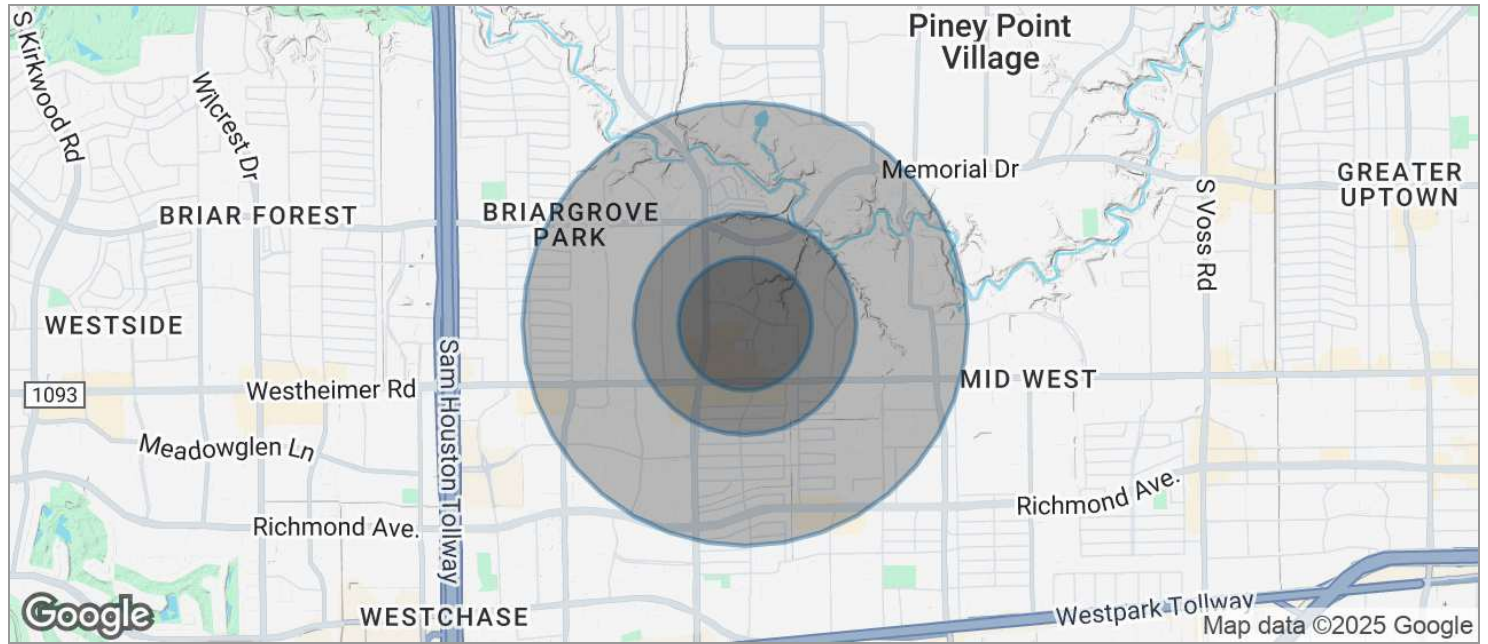 Piney Point
Village
S Kirkwood Rd
Wilcrest Dr
Memorial Dr
GREATER
UPTOWN
BRIAR FOREST
BRIARGROVE
PARK
S Voss Rd
WESTSIDE
Sam Houston Tollway
1093
Westheimer Rd
MID WEST
Meadowglen Ln
Richmond Ave.
Richmond Ave.
Google
WESTCHASE
Westpark Tollway
Map data ©2025 Google